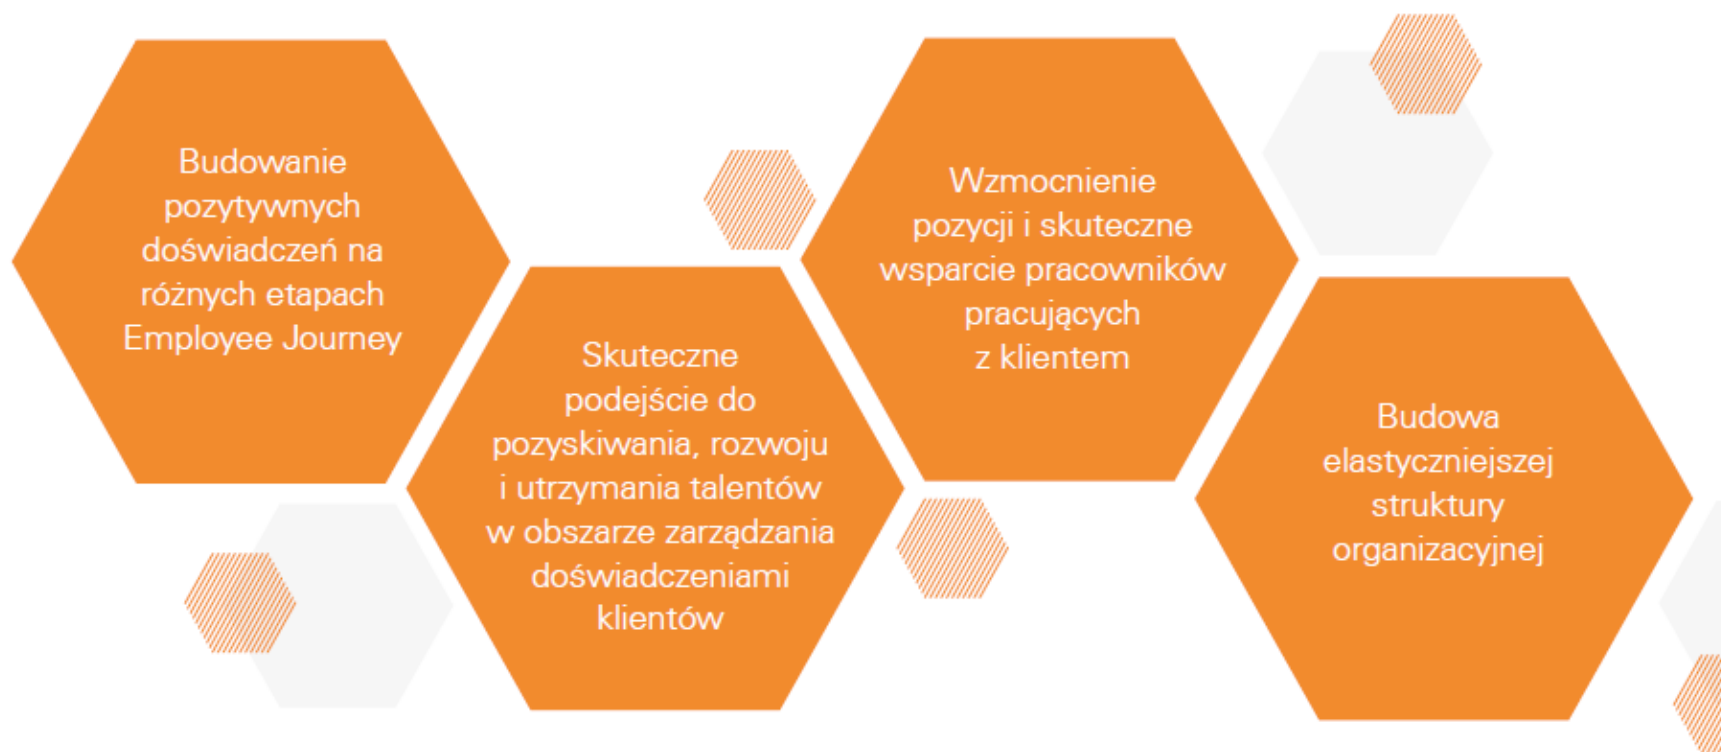 Budowanie
pozytywnych
doświadczeń na
różnych etapach
Employee Journey
Skuteczne
podejście do
pozyskiwania, rozwoju
i utrzymania talentów
w obszarze zarządzania
doświadczeniami
klientów
Wzmocnienie
pozycji i skuteczne
wsparcie pracowników
pracujących
z klientem
Budowa
elastyczniejszej
struktury
organizacyjnej